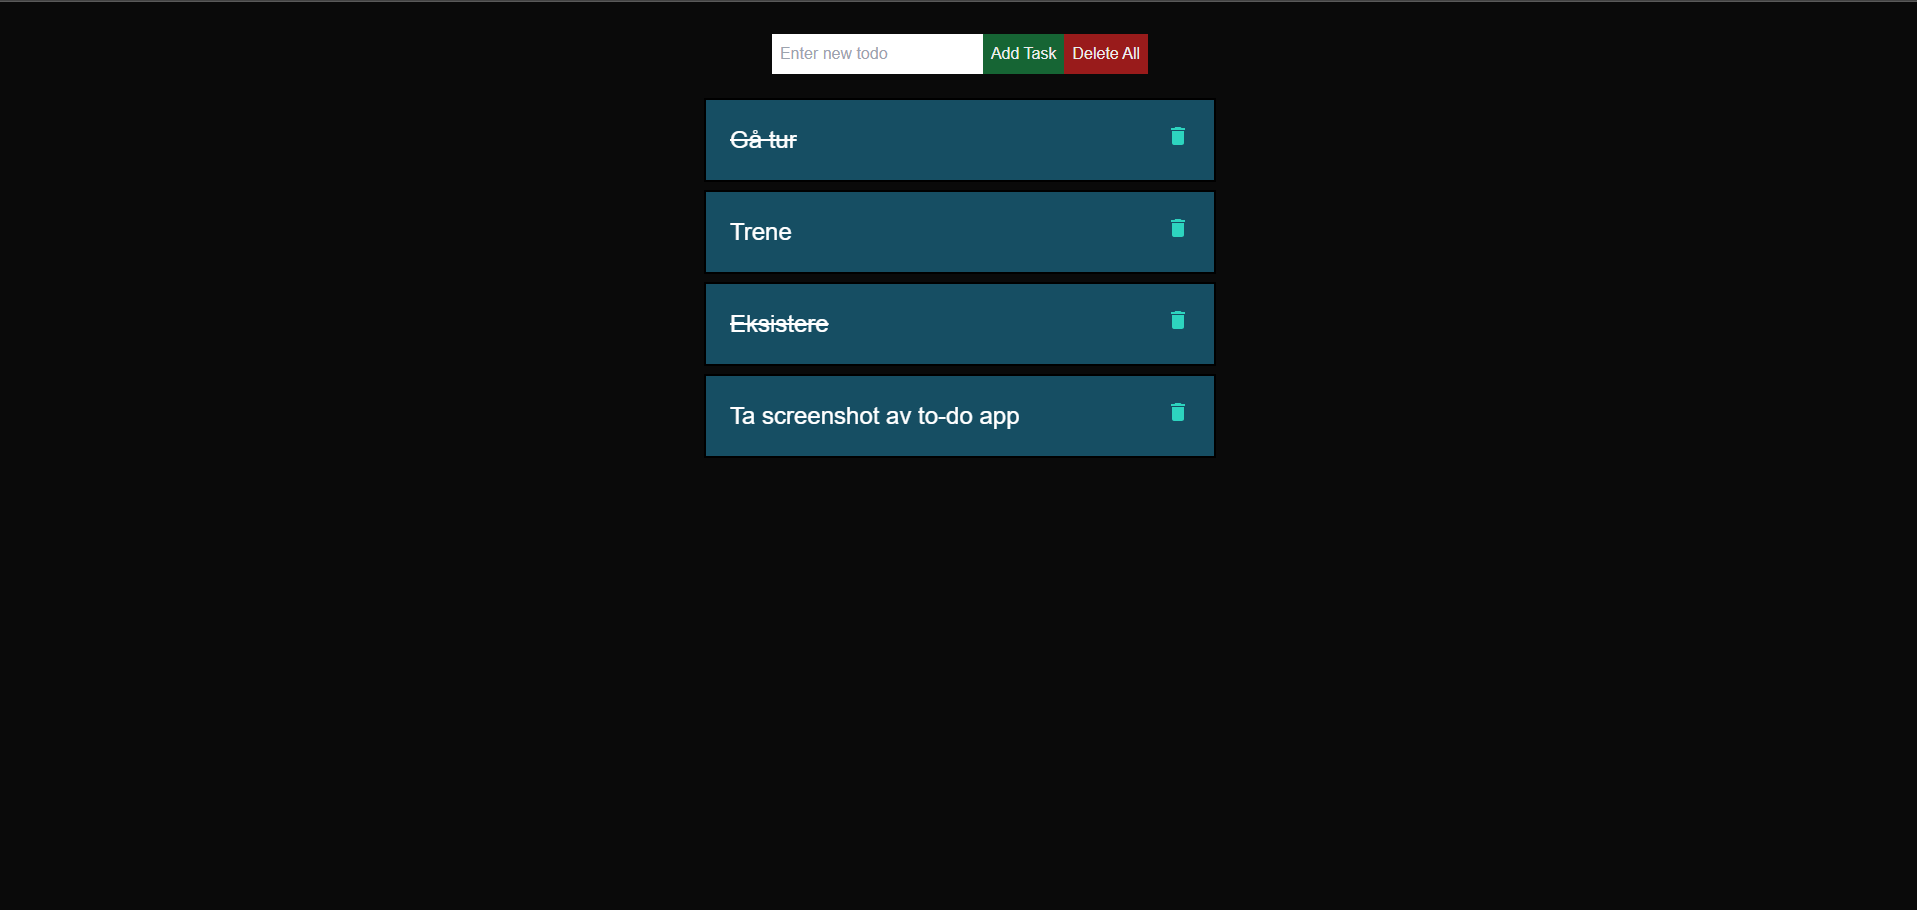 Enter new todo Add Task Delete All
Gå tur
Trene
Eksistere
Ta screenshot av to-do app